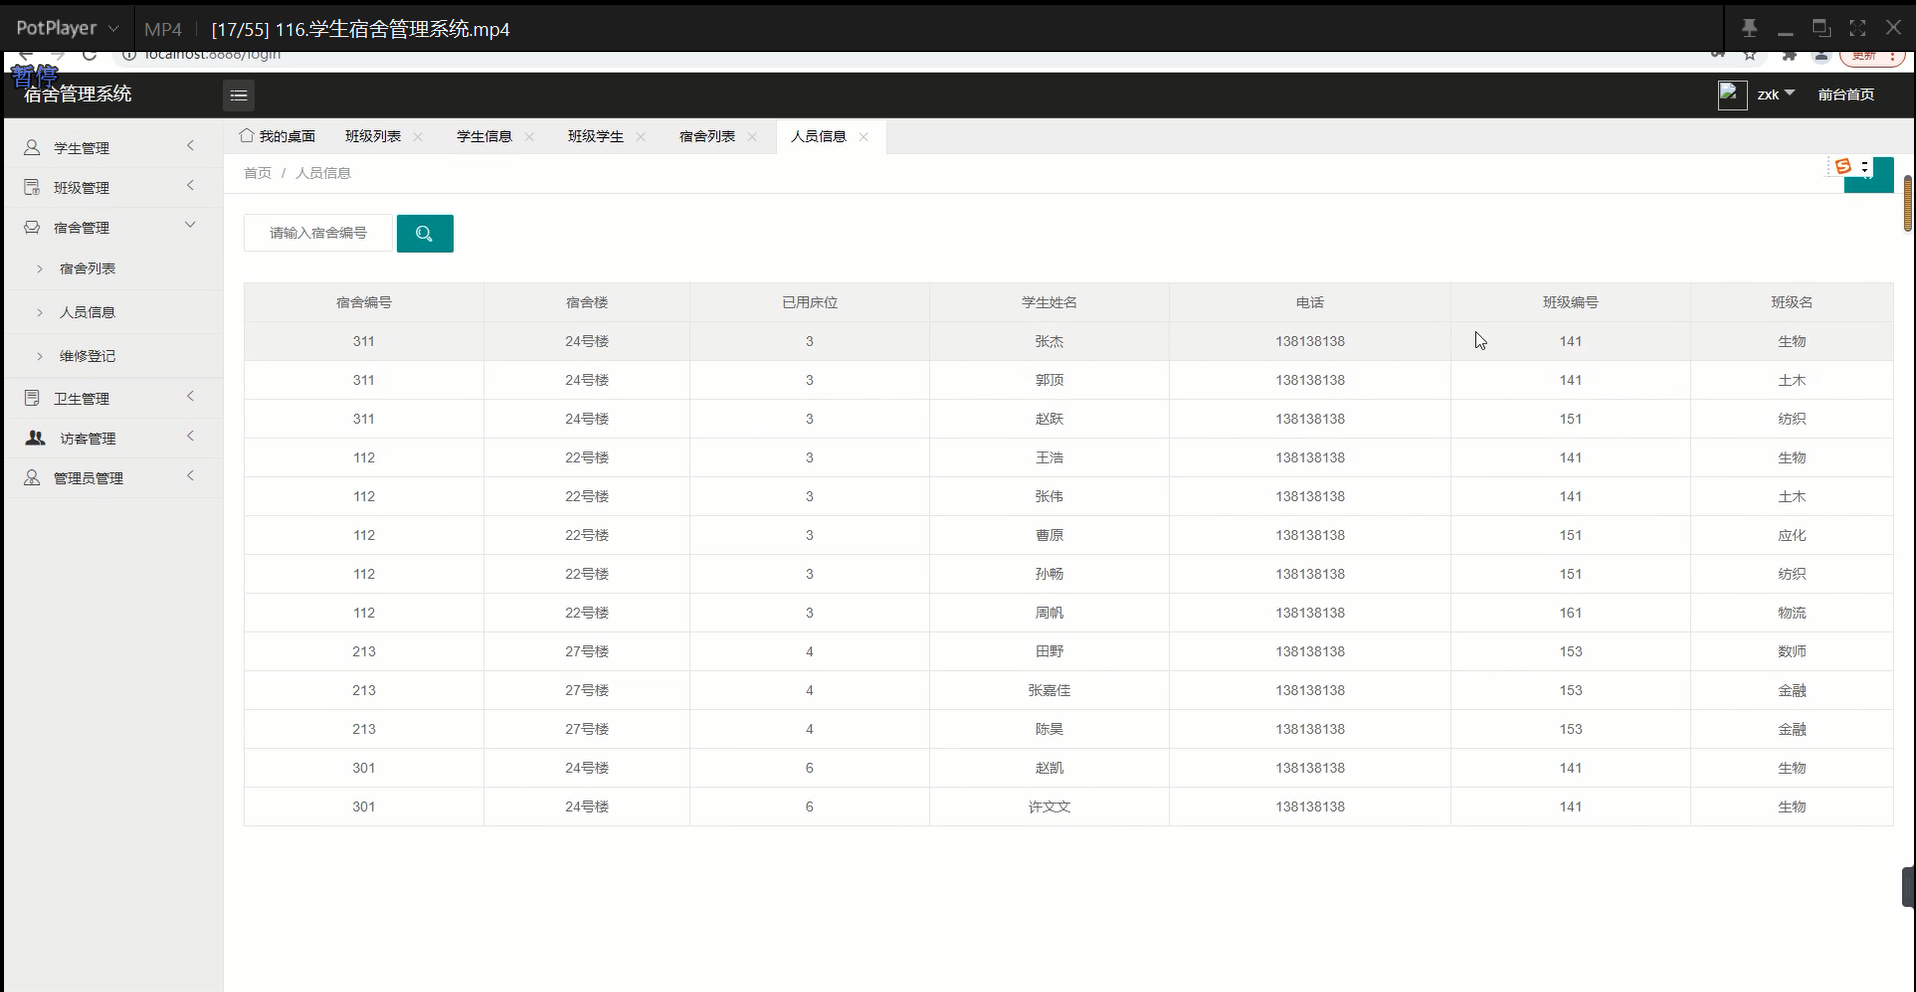 PotPlayer MP4 [17/55] 116.学生宿舍管理系统.mp4
localhost:8888/login 更新
暂停
宿舍管理系统 zxk 前台首页
我的桌面 班级列表 学生信息 班级学生 宿舍列表 人员信息
首页 / 人员信息
学生管理
班级管理
宿舍管理
宿舍列表
人员信息
维修登记
卫生管理
访客管理
管理员管理
请输入宿舍编号
宿舍编号 宿舍楼 已用床位 学生姓名 电话 班级编号 班级名
311 24号楼 3 张杰 138138138 141 生物
311 24号楼 3 郭顶 138138138 141 土木
311 24号楼 3 赵跃 138138138 151 纺织
112 22号楼 3 王浩 138138138 141 生物
112 22号楼 3 张伟 138138138 141 土木
112 22号楼 3 曹原 138138138 151 应化
112 22号楼 3 孙畅 138138138 151 纺织
112 22号楼 3 周帆 138138138 161 物流
213 27号楼 4 田野 138138138 153 数师
213 27号楼 4 张嘉佳 138138138 153 金融
213 27号楼 4 陈昊 138138138 153 金融
301 24号楼 6 赵凯 138138138 141 生物
301 24号楼 6 许文文 138138138 141 生物